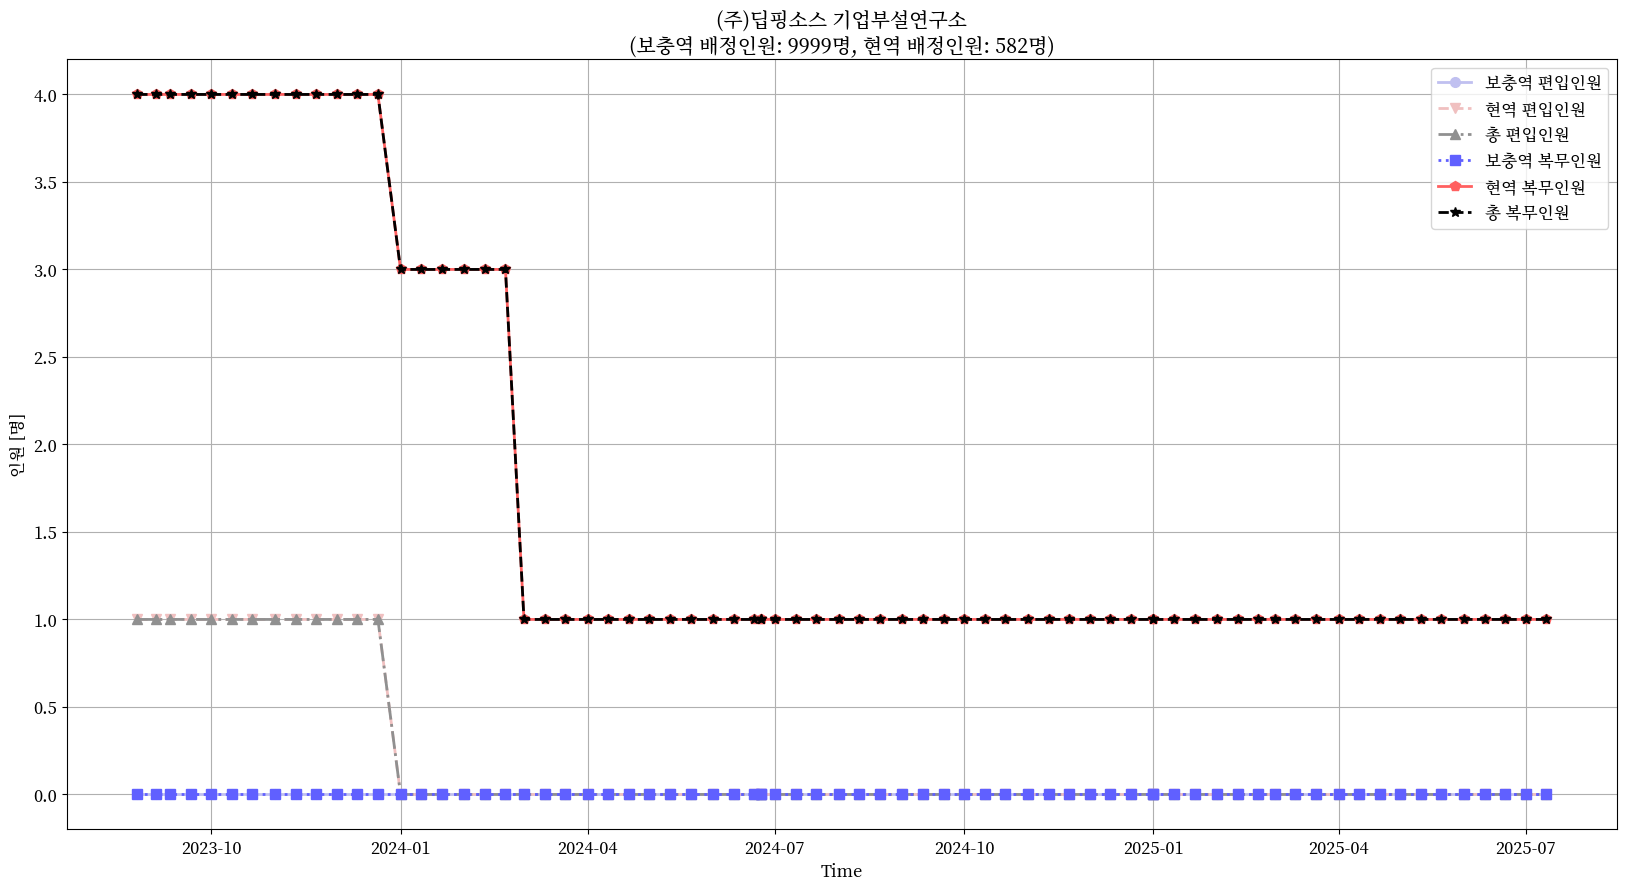 (주)딥핑소스 기업부설연구소
(보충역 배정인원: 9999명, 현역 배정인원: 582명)
보충역 편입인원
현역 편입인원
총 편입인원
보충역 복무인원
현역 복무인원
총 복무인원
인원 [명]
4.0
3.5
3.0
2.5
2.0
1.5
1.0
0.5
0.0
2023-10
2024-01
2024-04
2024-07
2024-10
2025-01
2025-04
2025-07
Time